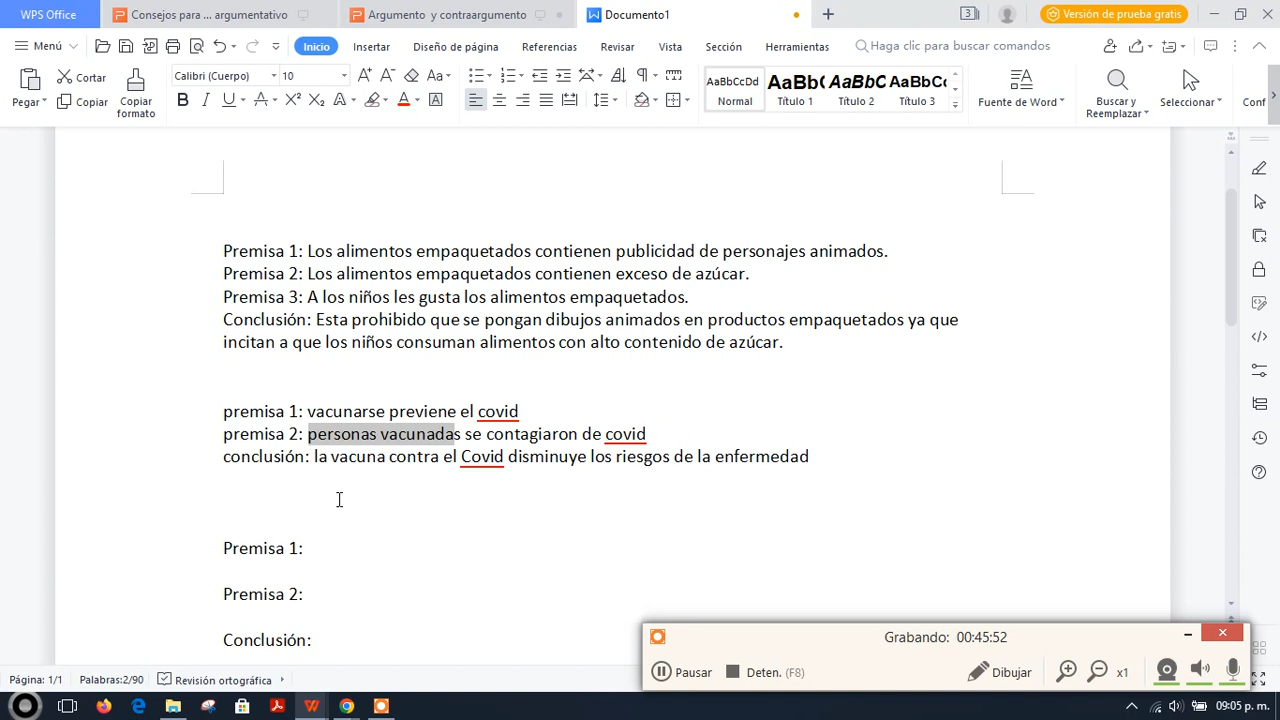 WPS Office
Consejos para ... argumentativo
Argumento y contraargumento
Documento1
3
Versión de prueba gratis
Menú
Inicio
Insertar
Diseño de página
Referencias
Revisar
Vista
Sección
Herramientas
Haga clic para buscar comandos
Pegar
Cortar
Copiar
Copiar formato
Calibri (Cuerpo)
10
AaBbCcDd
Normal
AaBb(
Título 1
AaBbC
Título 2
AaBbCc
Título 3
Fuente de Word
Buscar y Reemplazar
Seleccionar
Conf
Premisa 1: Los alimentos empaquetados contienen publicidad de personajes animados.
Premisa 2: Los alimentos empaquetados contienen exceso de azúcar.
Premisa 3: A los niños les gusta los alimentos empaquetados.
Conclusión: Esta prohibido que se pongan dibujos animados en productos empaquetados ya que
incitan a que los niños consuman alimentos con alto contenido de azúcar.
premisa 1: vacunarse previene el covid
premisa 2: personas vacunadas se contagiaron de covid
conclusión: la vacuna contra el Covid disminuye los riesgos de la enfermedad
Premisa 1:
Premisa 2:
Conclusión:
Grabando: 00:45:52
Pausar
Deten. (F8)
Dibujar
x1
Página: 1/1
Palabras:2/90
Revisión ortográfica
09:05 p. m.